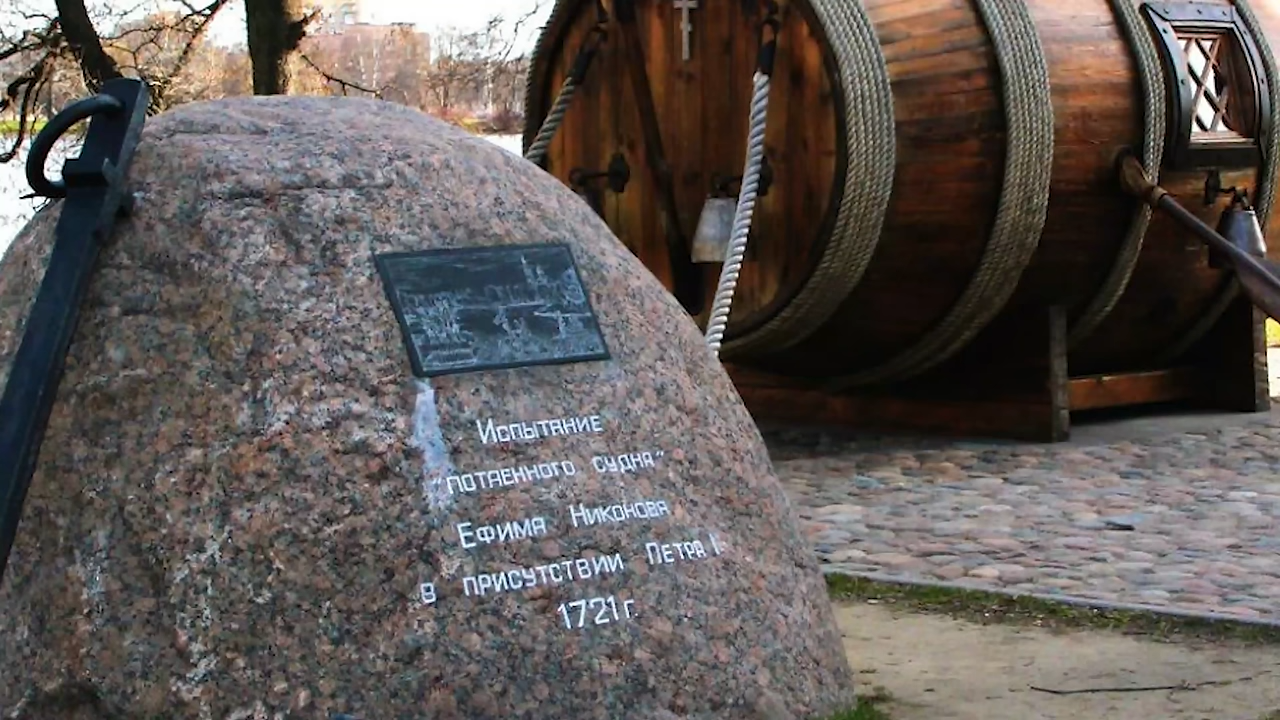 Испытание
"потаенного судна"
Ефима Никонова
в присутствии Петра I
1721 г.